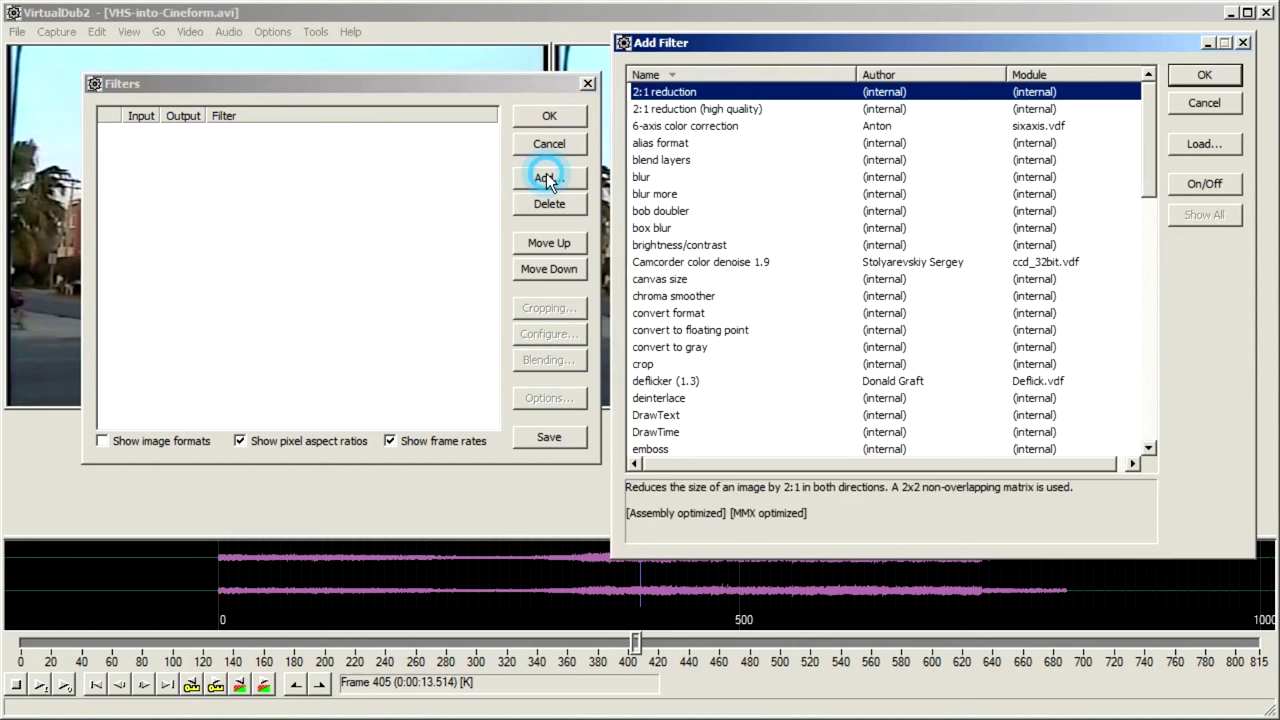 VirtualDub2 - [VHS-into-Cineform.avi]
File Capture Edit View Go Video Audio Options Tools Help
Filters
Input Output Filter
OK
Cancel
Add...
Delete
Move Up
Move Down
Cropping...
Configure...
Blending...
Options...
Show image formats Show pixel aspect ratios Show frame rates Save
Add Filter
Name Author Module
2:1 reduction (internal) (internal)
2:1 reduction (high quality) (internal) (internal)
6-axis color correction Anton sixaxis.vdf
alias format (internal) (internal)
blend layers (internal) (internal)
blur (internal) (internal)
blur more (internal) (internal)
bob doubler (internal) (internal)
box blur (internal) (internal)
brightness/contrast (internal) (internal)
Camcorder color denoise 1.9 Stolyarevskiy Sergey ccd_32bit.vdf
canvas size (internal) (internal)
chroma smoother (internal) (internal)
convert format (internal) (internal)
convert to floating point (internal) (internal)
convert to gray (internal) (internal)
crop (internal) (internal)
deflicker (1.3) Donald Graft Deflick.vdf
deinterlace (internal) (internal)
DrawText (internal) (internal)
DrawTime (internal) (internal)
emboss (internal) (internal)
OK
Cancel
Load...
On/Off
Show All
Reduces the size of an image by 2:1 in both directions. A 2x2 non-overlapping matrix is used.
[Assembly optimized] [MMX optimized]
0 500 1000
0 20 40 60 80 100 120 140 160 180 200 220 240 260 280 300 320 340 360 380 400 420 440 460 480 500 520 540 560 580 600 620 640 660 680 700 720 740 760 780 800 815
Frame 405 (0:00:13.514) [K]